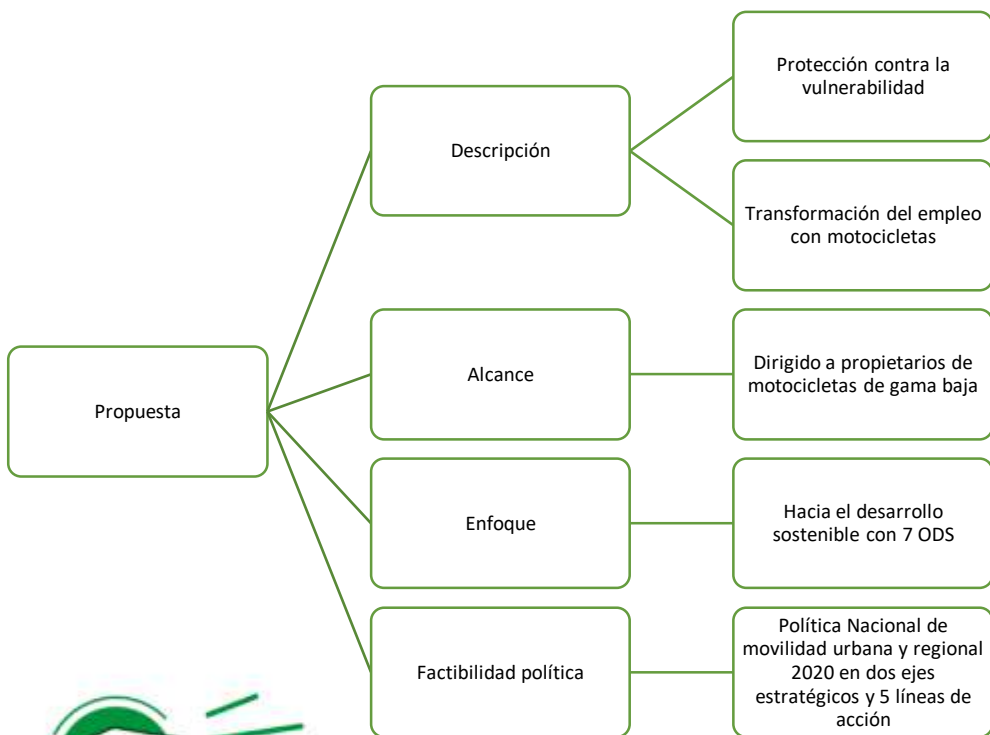 Propuesta
Descripción
Protección contra la
vulnerabilidad
Transformación del empleo
con motocicletas
Alcance
Dirigido a propietarios de
motocicletas de gama baja
Enfoque
Hacia el desarrollo
sostenible con 7 ODS
Factibilidad política
Política Nacional de
movilidad urbana y regional
2020 en dos ejes
estratégicos y 5 líneas de
acción